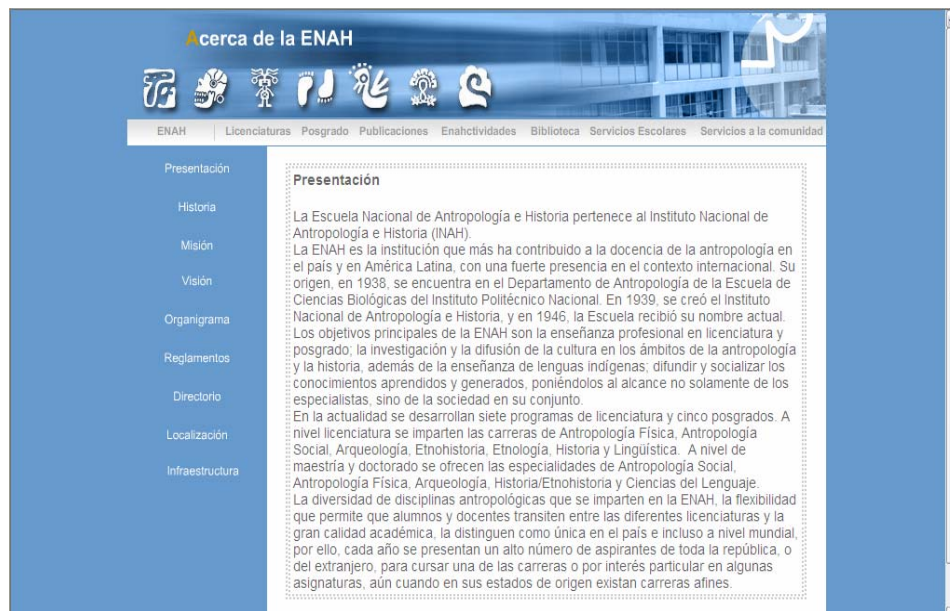 Acerca de la ENAH
ENAH Licenciaturas Posgrado Publicaciones Enahctividades Biblioteca Servicios Escolares Servicios a la comunidad
Presentación
Historia
Misión
Visión
Organigrama
Reglamentos
Directorio
Localización
Infraestructura
Presentación
La Escuela Nacional de Antropología e Historia pertenece al Instituto Nacional de
Antropología e Historia (INAH).
La ENAH es la institución que más ha contribuido a la docencia de la antropología en
el país y en América Latina, con una fuerte presencia en el contexto internacional. Su
origen, en 1938, se encuentra en el Departamento de Antropología de la Escuela de
Ciencias Biológicas del Instituto Politécnico Nacional. En 1939, se creó el Instituto
Nacional de Antropología e Historia, y en 1946, la Escuela recibió su nombre actual.
Los objetivos principales de la ENAH son la enseñanza profesional en licenciatura y
posgrado; la investigación y la difusión de la cultura en los ámbitos de la antropología
y la historia, además de la enseñanza de lenguas indígenas; difundir y socializar los
conocimientos aprendidos y generados, poniéndolos al alcance no solamente de los
especialistas, sino de la sociedad en su conjunto.
En la actualidad se desarrollan siete programas de licenciatura y cinco posgrados. A
nivel licenciatura se imparten las carreras de Antropología Física, Antropología
Social, Arqueología, Etnohistoria, Etnología, Historia y Lingüística. A nivel de
maestría y doctorado se ofrecen las especialidades de Antropología Social,
Antropología Física, Arqueología, Historia/Etnohistoria y Ciencias del Lenguaje.
La diversidad de disciplinas antropológicas que se imparten en la ENAH, la flexibilidad
que permite que alumnos y docentes transiten entre las diferentes licenciaturas y la
gran calidad académica, la distinguen como única en el país e incluso a nivel mundial,
por ello, cada año se presentan un alto número de aspirantes de toda la república, o
del extranjero, para cursar una de las carreras o por interés particular en algunas
asignaturas, aún cuando en sus estados de origen existan carreras afines.